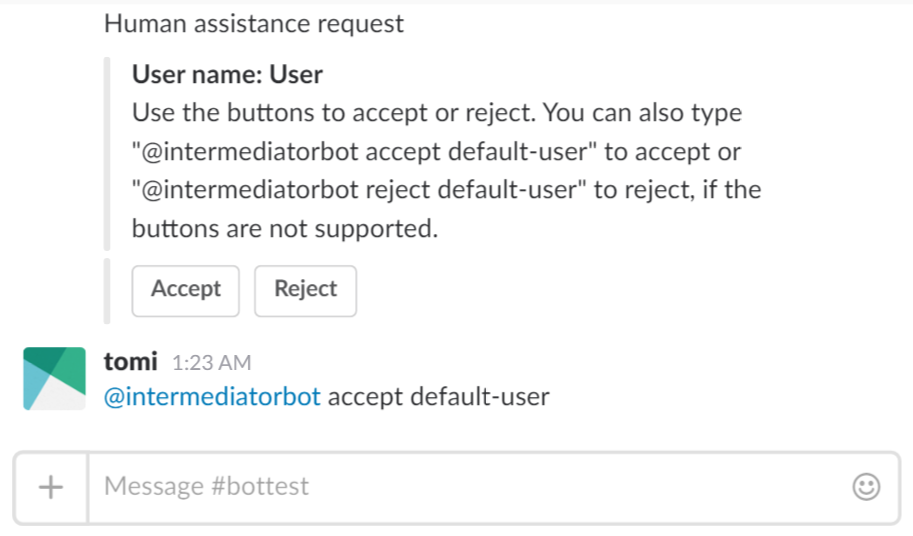 Human assistance request
User name: User
Use the buttons to accept or reject. You can also type
"@intermediatorbot accept default-user" to accept or
"@intermediatorbot reject default-user" to reject, if the
buttons are not supported.
Accept Reject
tomi 1:23 AM
@intermediatorbot accept default-user
+ Message #bottest